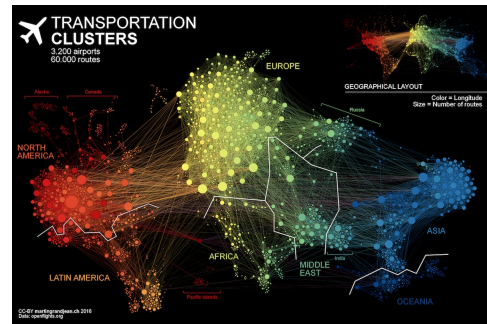 TRANSPORTATION
CLUSTERS
3.200 airports
60.000 routes
EUROPE
GEOGRAPHICAL LAYOUT
Color = Longitude
Size = Number of routes
Alaska
Canada
Russia
NORTH
AMERICA
ASIA
AFRICA
MIDDLE
EAST
India
LATIN AMERICA
Pacific islands
OCEANIA
CC-BY martingrandjean.ch 2016
Data: openflights.org